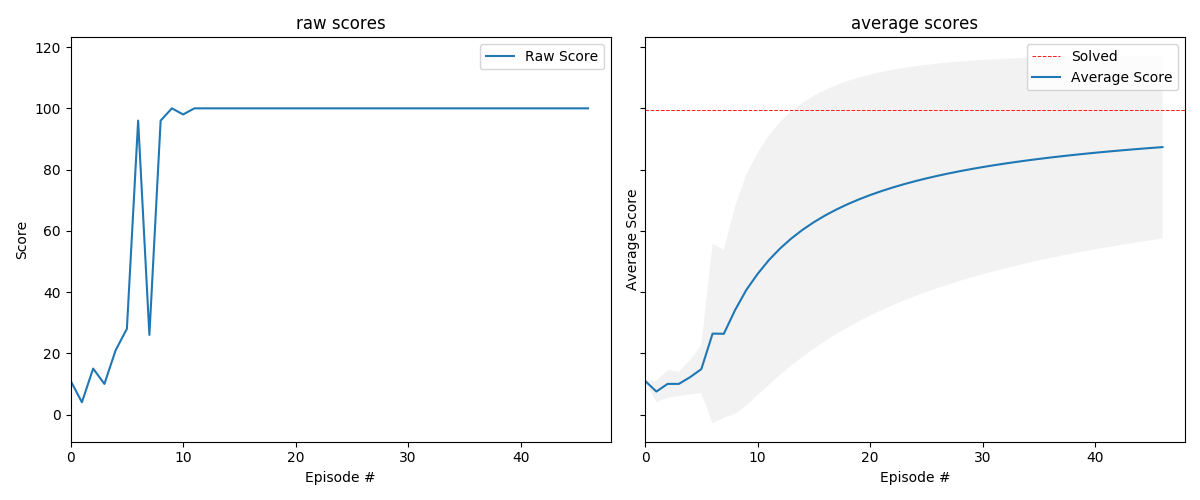 raw scores
120
100
80
60
40
20
0
Score
Raw Score
0 10 20 30 40
Episode #
average scores
Average Score
Solved
Average Score
0 10 20 30 40
Episode #